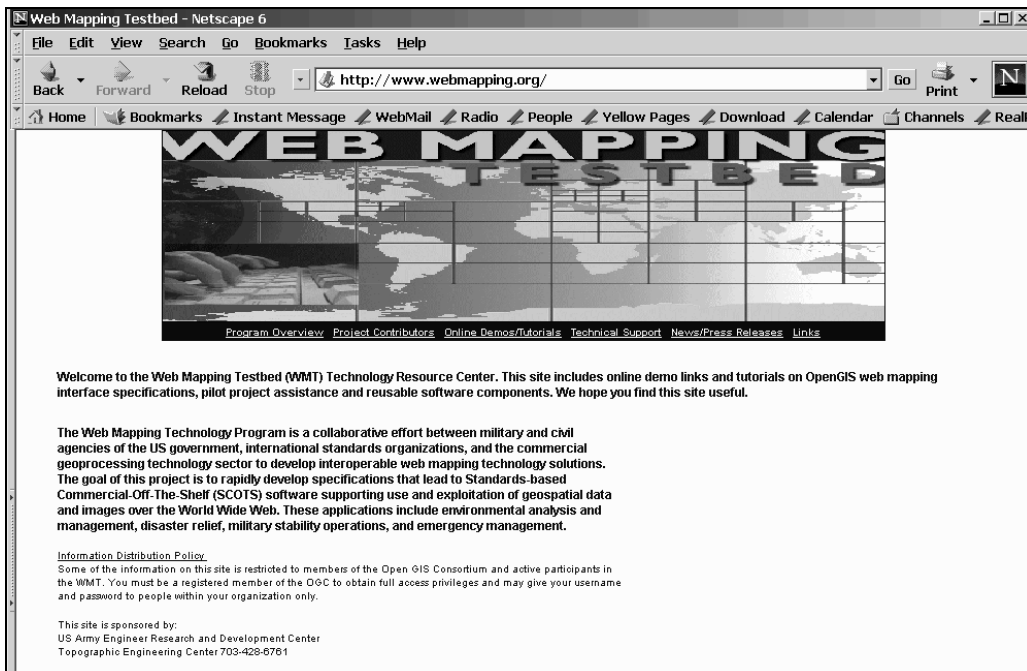 Web Mapping Testbed - Netscape 6
File Edit View Search Go Bookmarks Tasks Help
Back Forward Reload Stop http://www.webmapping.org/ Go Print N
Home Bookmarks Instant Message WebMail Radio People Yellow Pages Download Calendar Channels Real
WEB MAPPING
TESTBED
Program Overview Project Contributors Online Demos/Tutorials Technical Support News/Press Releases Links
Welcome to the Web Mapping Testbed (WMT) Technology Resource Center. This site includes online demo links and tutorials on OpenGIS web mapping
interface specifications, pilot project assistance and reusable software components. We hope you find this site useful.
The Web Mapping Technology Program is a collaborative effort between military and civil
agencies of the US government, international standards organizations, and the commercial
geoprocessing technology sector to develop interoperable web mapping technology solutions.
The goal of this project is to rapidly develop specifications that lead to Standards-based
Commercial-Off-The-Shelf (SCOTS) software supporting use and exploitation of geospatial data
and images over the World Wide Web. These applications include environmental analysis and
management, disaster relief, military stability operations, and emergency management.
Information Distribution Policy
Some of the information on this site is restricted to members of the Open GIS Consortium and active participants in
the WMT. You must be a registered member of the OGC to obtain full access privileges and may give your username
and password to people within your organization only.
This site is sponsored by:
US Army Engineer Research and Development Center
Topographic Engineering Center 703-428-6761